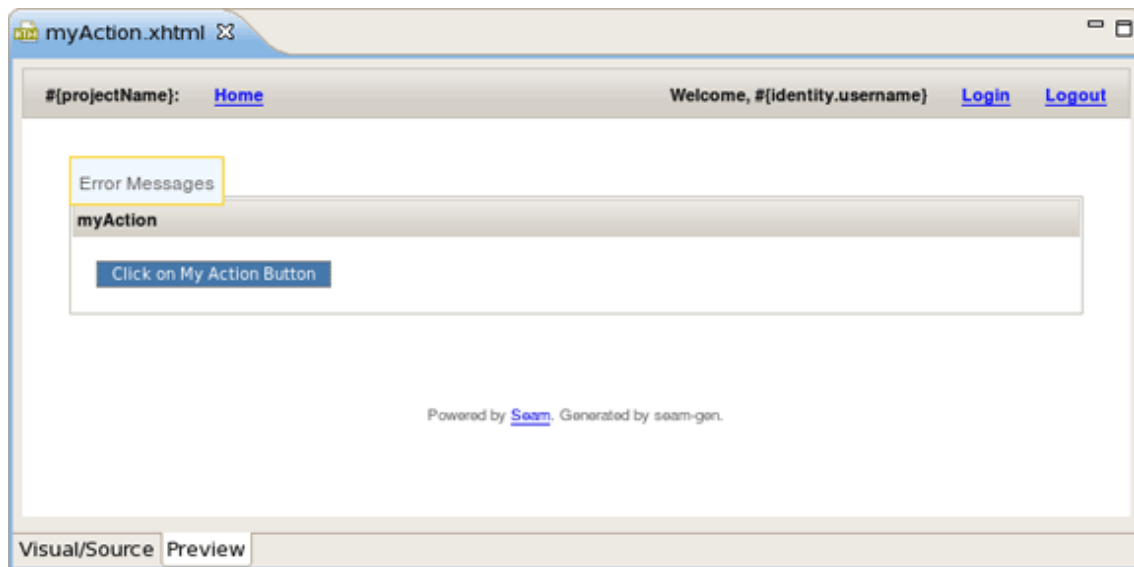 myAction.xhtml
#{projectName}: Home Welcome, #{identity.username} Login Logout
Error Messages
myAction
Click on My Action Button
Powered by Seam. Generated by seam-gen.
Visual/Source Preview